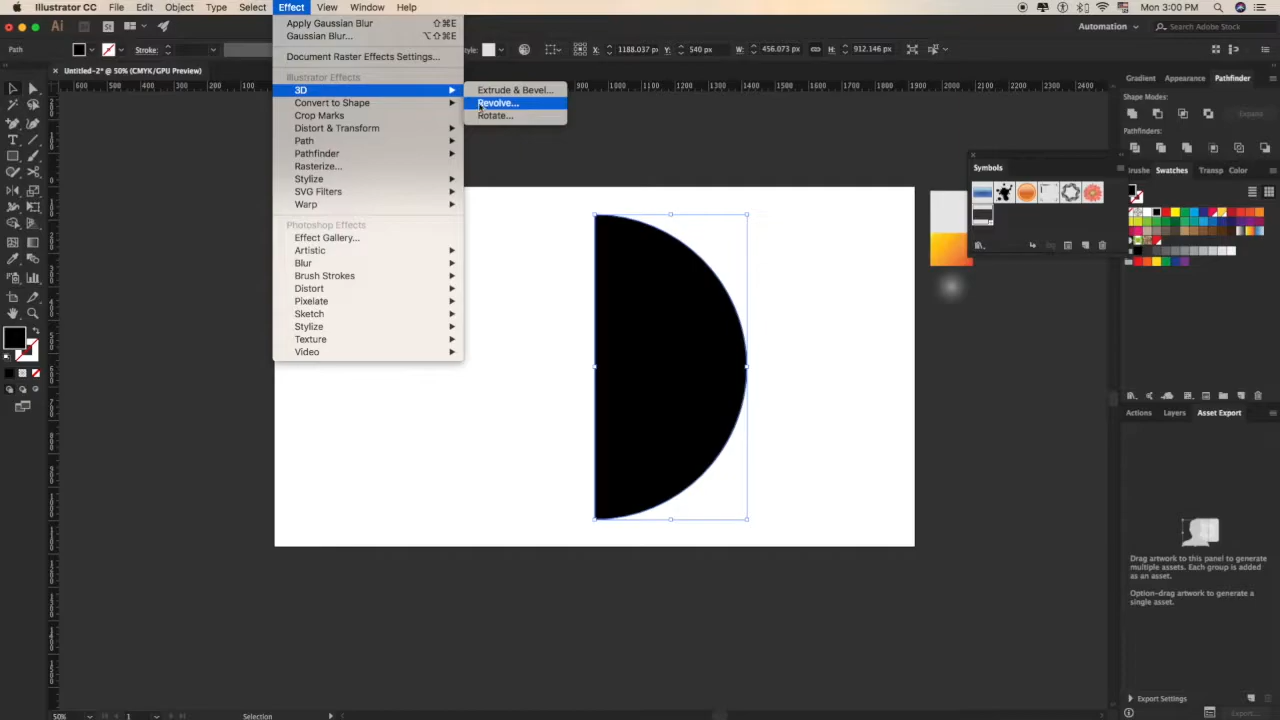 Illustrator CC File Edit Object Type Select Effect View Window Help
Mon 3:00 PM
Automation
Search Adobe Stock
Path
Stroke:
Style:
X: 1188.037 p
Y: 540 px
W: 456.073 px
H: 912.146 px
Untitled-2* @ 50% (CMYK/GPU Preview)
Apply Gaussian Blur ⇧⌘E
Gaussian Blur... ⌥⇧⌘E
Document Raster Effects Settings...
Illustrator Effects
3D
Convert to Shape
Crop Marks
Distort & Transform
Path
Pathfinder
Rasterize...
Stylize
SVG Filters
Warp
Photoshop Effects
Effect Gallery...
Artistic
Blur
Brush Strokes
Distort
Pixelate
Sketch
Stylize
Texture
Video
Extrude & Bevel...
Revolve...
Rotate...
600 500 400 300 200 100
900 1000 1100 1200 1300 1400 1500 1600 1700 1800 1900 2000 2100 2200 2300 2400
Gradient Appearance Pathfinder
Shape Modes:
Expand
Pathfinders:
Symbols
Swatches Transp Color
Actions Layers Asset Export
Drag artwork to this panel to generate
multiple assets. Each group is added
as an asset.
Option-drag artwork to generate a
single asset.
Export Settings
Export...
50%
1
Selection